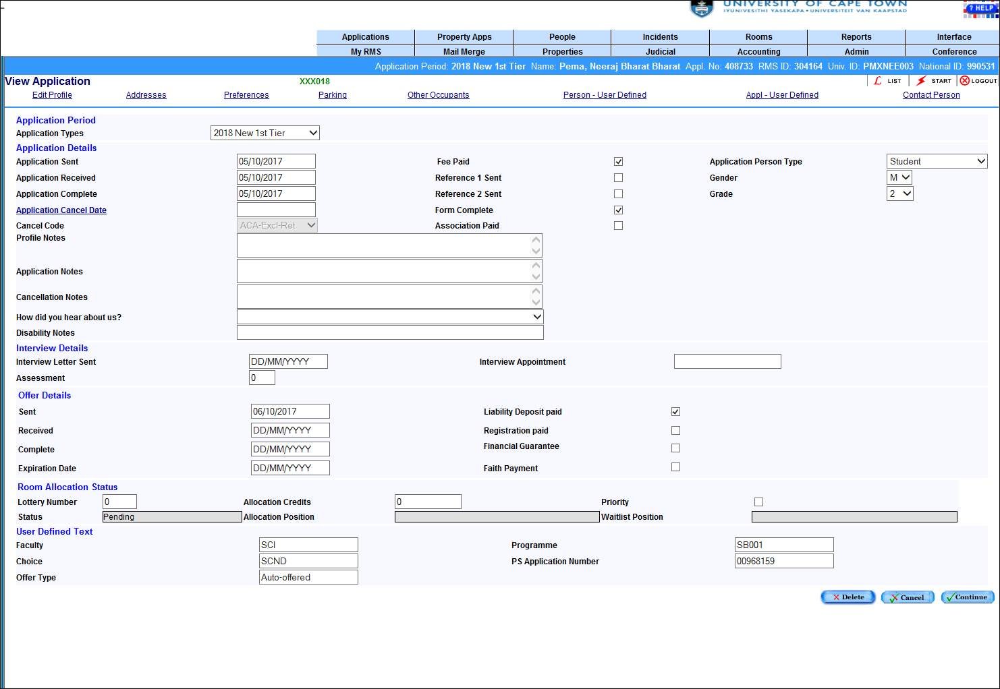 UNIVERSITY OF CAPE TOWN
IYUNIVESITHI YASEKAPA • UNIVERSITEIT VAN KAAPSTAD
? HELP
Applications Property Apps People Incidents Rooms Reports Interface
My RMS Mail Merge Properties Judicial Accounting Admin Conference
Application Period: 2018 New 1st Tier Name: Pema, Neeraj Bharat Bharat Appl. No: 408733 RMS ID: 304164 Univ. ID: PMXNEE003 National ID: 990531
View Application XXX018 LIST START LOGOUT
Edit Profile Addresses Preferences Parking Other Occupants Person - User Defined Appl - User Defined Contact Person
Application Period
Application Types 2018 New 1st Tier
Application Details
Application Sent 05/10/2017 Fee Paid Application Person Type Student
Application Received 05/10/2017 Reference 1 Sent Gender M
Application Complete 05/10/2017 Reference 2 Sent Grade 2
Application Cancel Date Form Complete
Cancel Code ACA-Excl-Ret Association Paid
Profile Notes
Application Notes
Cancellation Notes
How did you hear about us?
Disability Notes
Interview Details
Interview Letter Sent DD/MM/YYYY Interview Appointment
Assessment 0
Offer Details
Sent 06/10/2017 Liability Deposit paid
Received DD/MM/YYYY Registration paid
Complete DD/MM/YYYY Financial Guarantee
Expiration Date DD/MM/YYYY Faith Payment
Room Allocation Status
Lottery Number 0 Allocation Credits 0 Priority
Status Pending Allocation Position Waitlist Position
User Defined Text
Faculty SCI Programme SB001
Choice SCND PS Application Number 00968159
Offer Type Auto-offered
Delete Cancel Continue